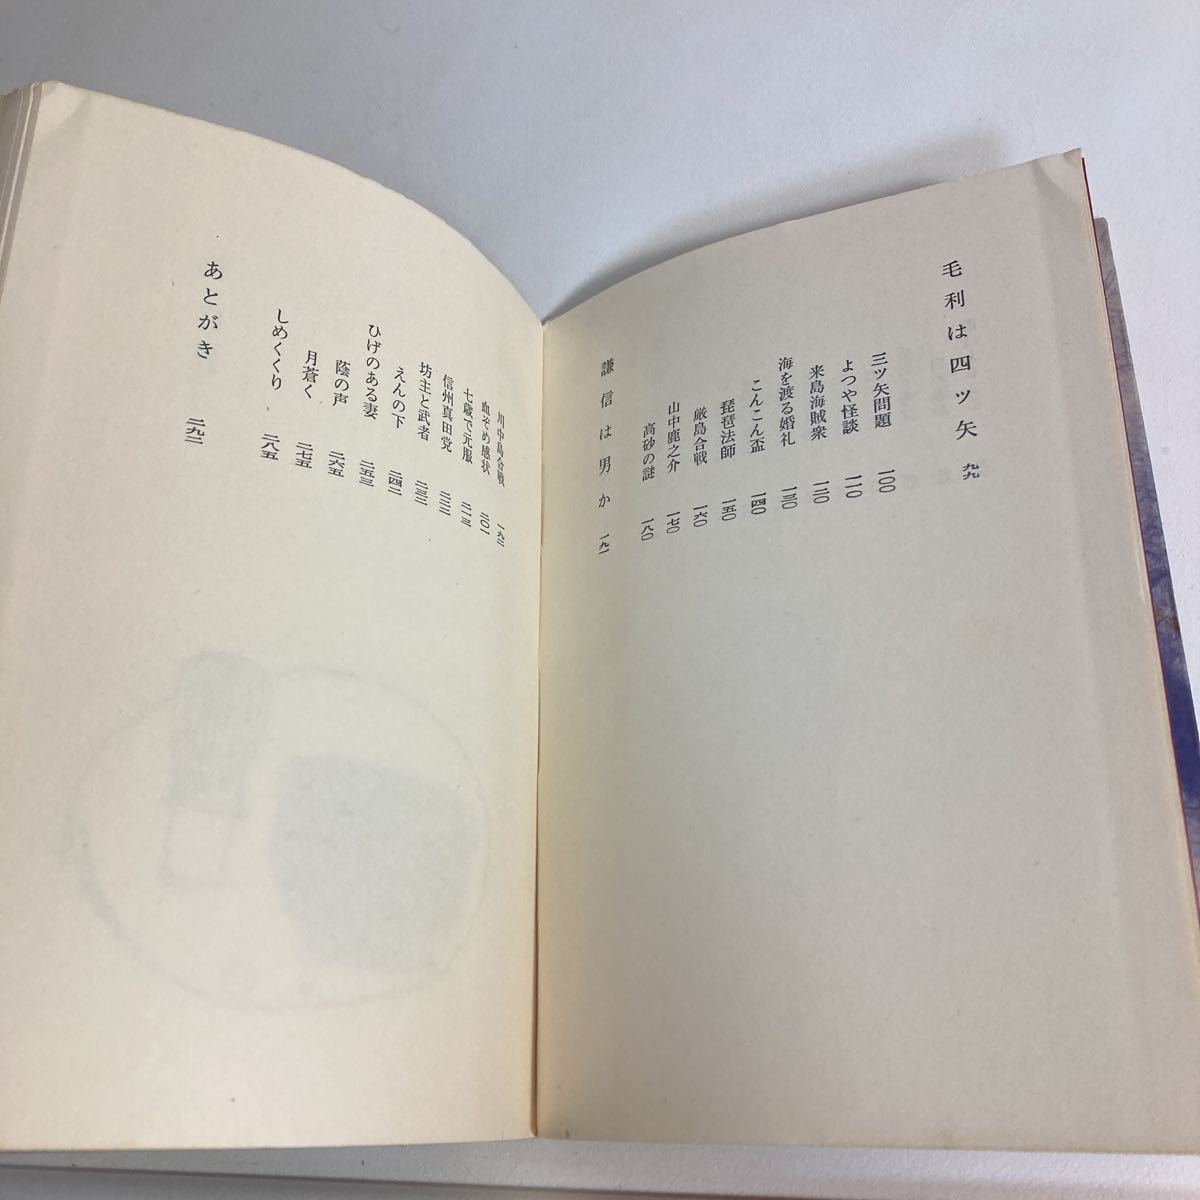 毛利は四ツ矢 九九
三ツ矢問題 一〇〇
よつや怪談 一一〇
来島海賊衆 一二〇
海を渡る婚礼 一三〇
こんこん盃 一四〇
琵琶法師 一五〇
厳島合戦 一六〇
山中鹿之介 一七〇
高砂の謎 一八〇
謙信は男か 一九一
川中島合戦 一九二
血ぞめ感状 二〇一
七歳で元服 二一三
信州真田党 二二二
坊主と武者 二三二
えんの下 二四二
ひげのある妻 二五三
蔭の声 二六五
月蒼く 二七五
しめくくり 二八五
あとがき 二九二